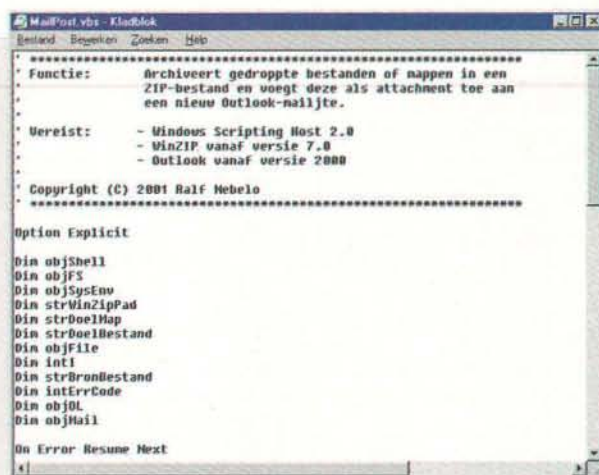 MailPost.vbs - Kladblok
Bestand Bewerken Zoeken Help
' *****************************************************************
' Functie: Archiveert gedroppte bestanden of mappen in een
' ZIP-bestand en voegt deze als attachment toe aan
' een nieuw Outlook-mailjte.
'
' Vereist: - Windows Scripting Host 2.0
' - WinZIP vanaf versie 7.0
' - Outlook vanaf versie 2000
'
' Copyright (C) 2001 Ralf Nebelo
' *****************************************************************
Option Explicit
Dim objShell
Dim objFS
Dim objSysEnv
Dim strWinZipPad
Dim strDoelMap
Dim strDoelBestand
Dim objFile
Dim intI
Dim strBronBestand
Dim intErrCode
Dim objOL
Dim objMail
On Error Resume Next